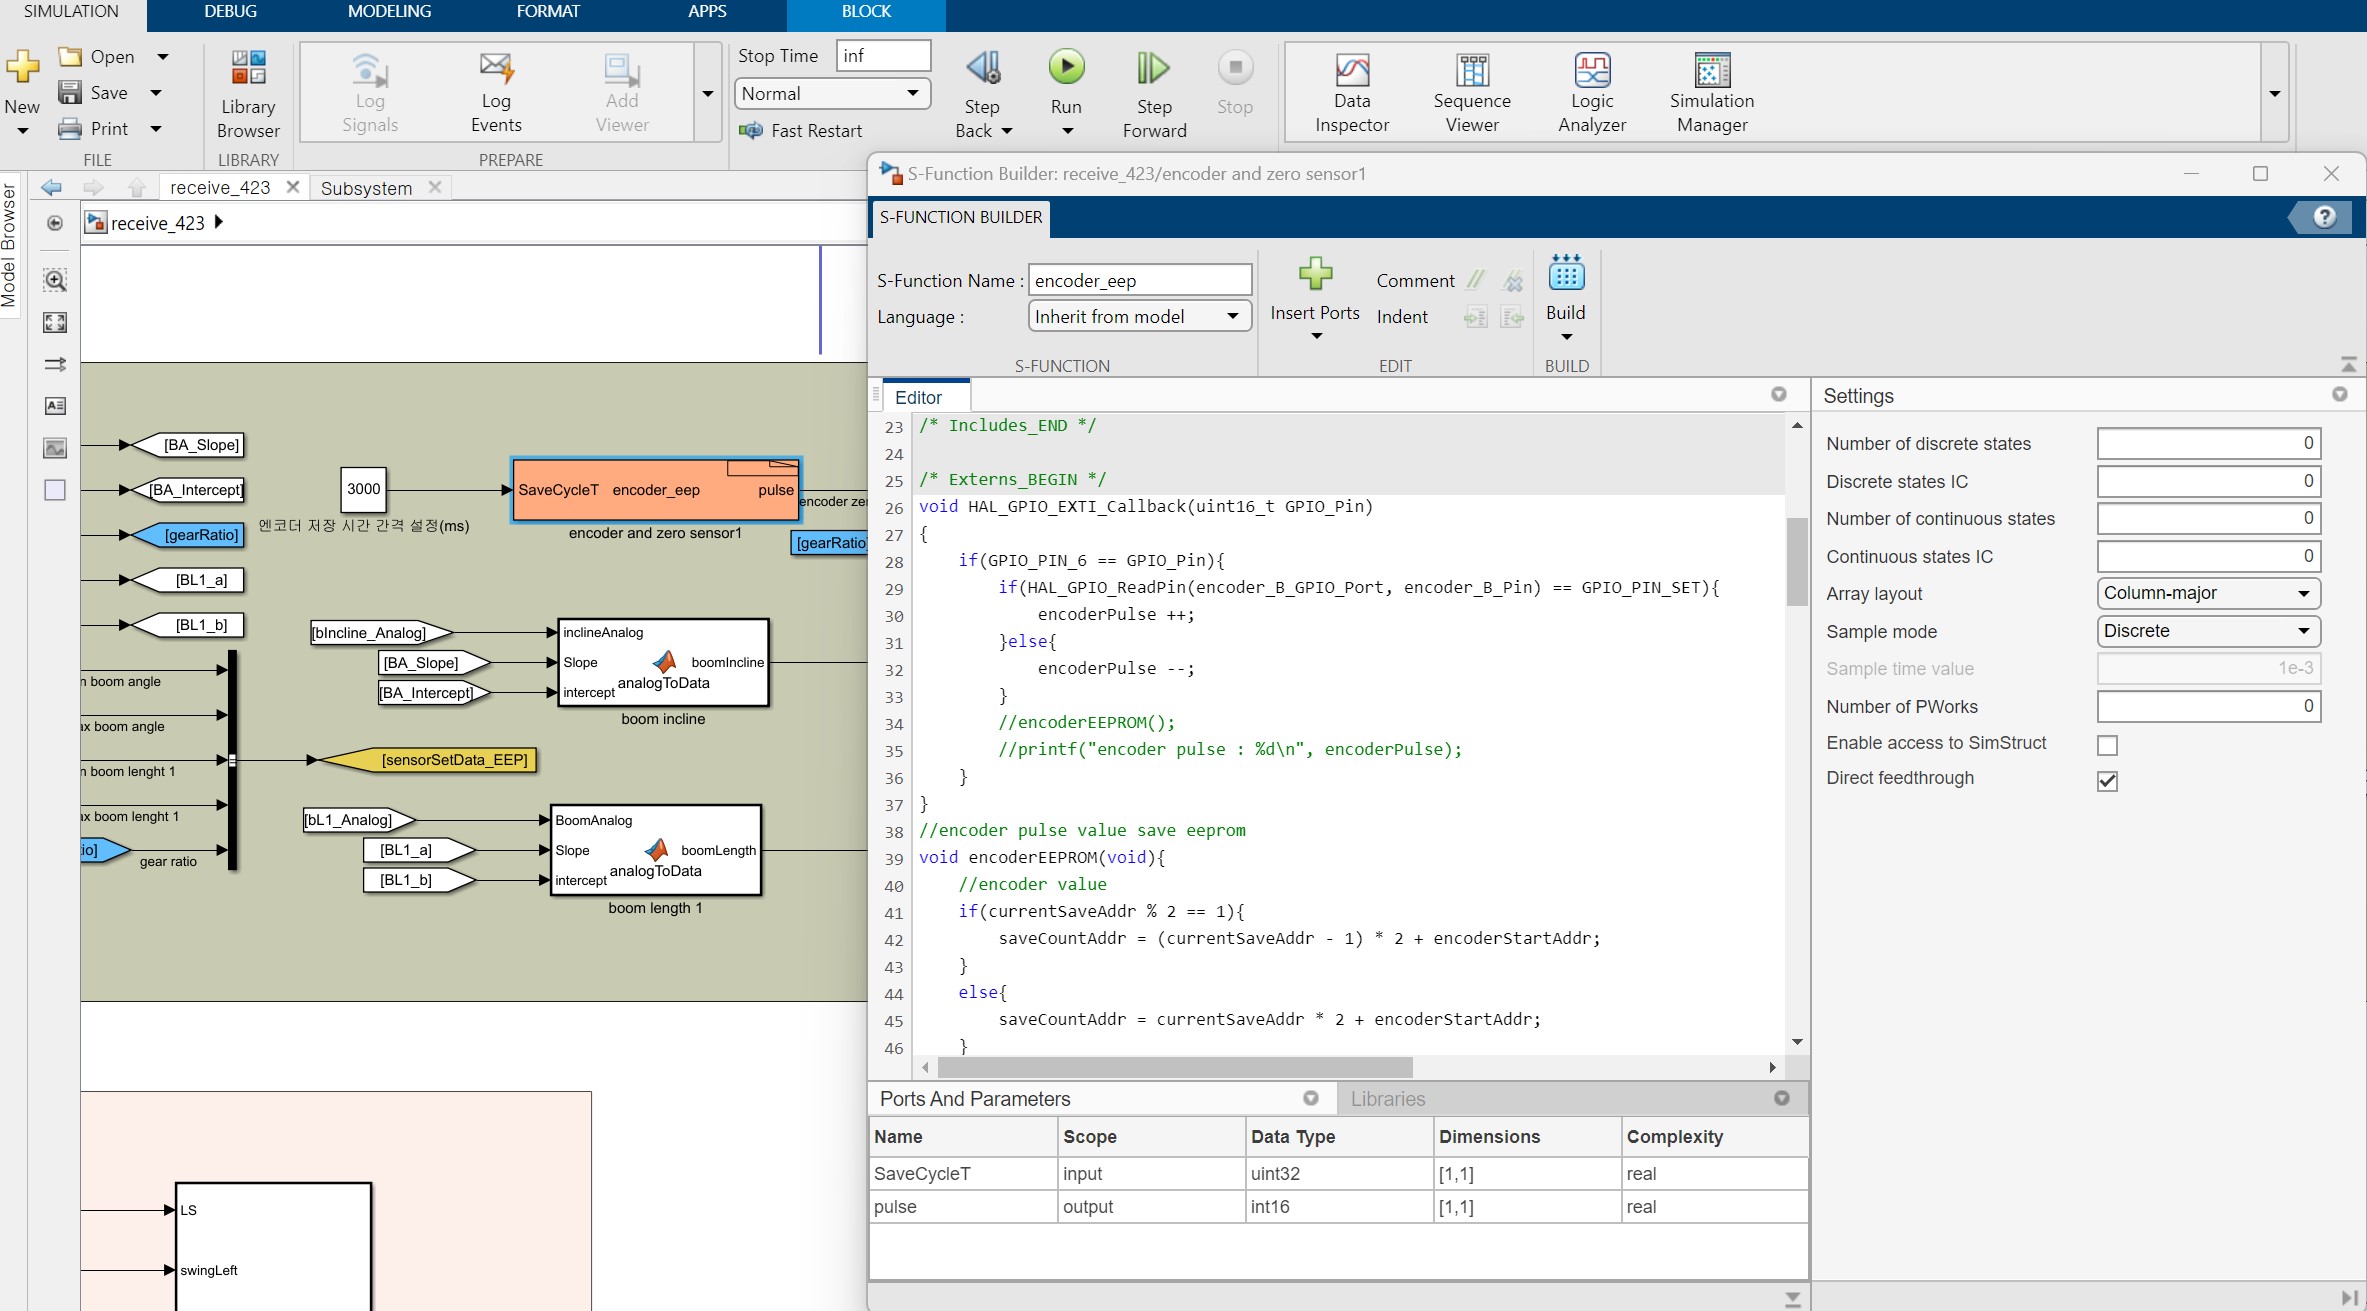 SIMULATION DEBUG MODELING FORMAT APPS BLOCK
New
Open
Save
Print
FILE
Library
Browser
LIBRARY
Log
Signals
Log
Events
Add
Viewer
PREPARE
Stop Time inf
Normal
Fast Restart
Step
Back
Run
Step
Forward
Stop
Data
Inspector
Sequence
Viewer
Logic
Analyzer
Simulation
Manager
Model Browser
receive_423 Subsystem
receive_423
[BA_Slope]
[BA_Intercept]
[gearRatio]
[BL1_a]
[BL1_b]
3000
엔코더 저장 시간 간격 설정(ms)
SaveCycleT encoder_eep pulse
encoder and zero sensor1
encoder ze
[gearRatio
[bIncline_Analog]
[BA_Slope]
[BA_Intercept]
inclineAnalog
Slope
intercept
boomIncline
analogToData
boom incline
n boom angle
ax boom angle
n boom lenght 1
ax boom lenght 1
io]
gear ratio
[sensorSetData_EEP]
[bL1_Analog]
[BL1_a]
[BL1_b]
BoomAnalog
Slope
intercept
boomLength
analogToData
boom length 1
LS
swingLeft
S-Function Builder: receive_423/encoder and zero sensor1
S-FUNCTION BUILDER
?
S-Function Name : encoder_eep
Language : Inherit from model
S-FUNCTION
Insert Ports
Comment
Indent
EDIT
Build
BUILD
Editor
23 /* Includes_END */
24
25 /* Externs_BEGIN */
26 void HAL_GPIO_EXTI_Callback(uint16_t GPIO_Pin)
27 {
28 if(GPIO_PIN_6 == GPIO_Pin){
29 if(HAL_GPIO_ReadPin(encoder_B_GPIO_Port, encoder_B_Pin) == GPIO_PIN_SET){
30 encoderPulse ++;
31 }else{
32 encoderPulse --;
33 }
34 //encoderEEPROM();
35 //printf("encoder pulse : %d\n", encoderPulse);
36 }
37 }
38 //encoder pulse value save eeprom
39 void encoderEEPROM(void){
40 //encoder value
41 if(currentSaveAddr % 2 == 1){
42 saveCountAddr = (currentSaveAddr - 1) * 2 + encoderStartAddr;
43 }
44 else{
45 saveCountAddr = currentSaveAddr * 2 + encoderStartAddr;
46 }
Settings
Number of discrete states 0
Discrete states IC 0
Number of continuous states 0
Continuous states IC 0
Array layout Column-major
Sample mode Discrete
Sample time value 1e-3
Number of PWorks 0
Enable access to SimStruct
Direct feedthrough
Ports And Parameters Libraries
Name Scope Data Type Dimensions Complexity
SaveCycleT input uint32 [1,1] real
pulse output int16 [1,1] real